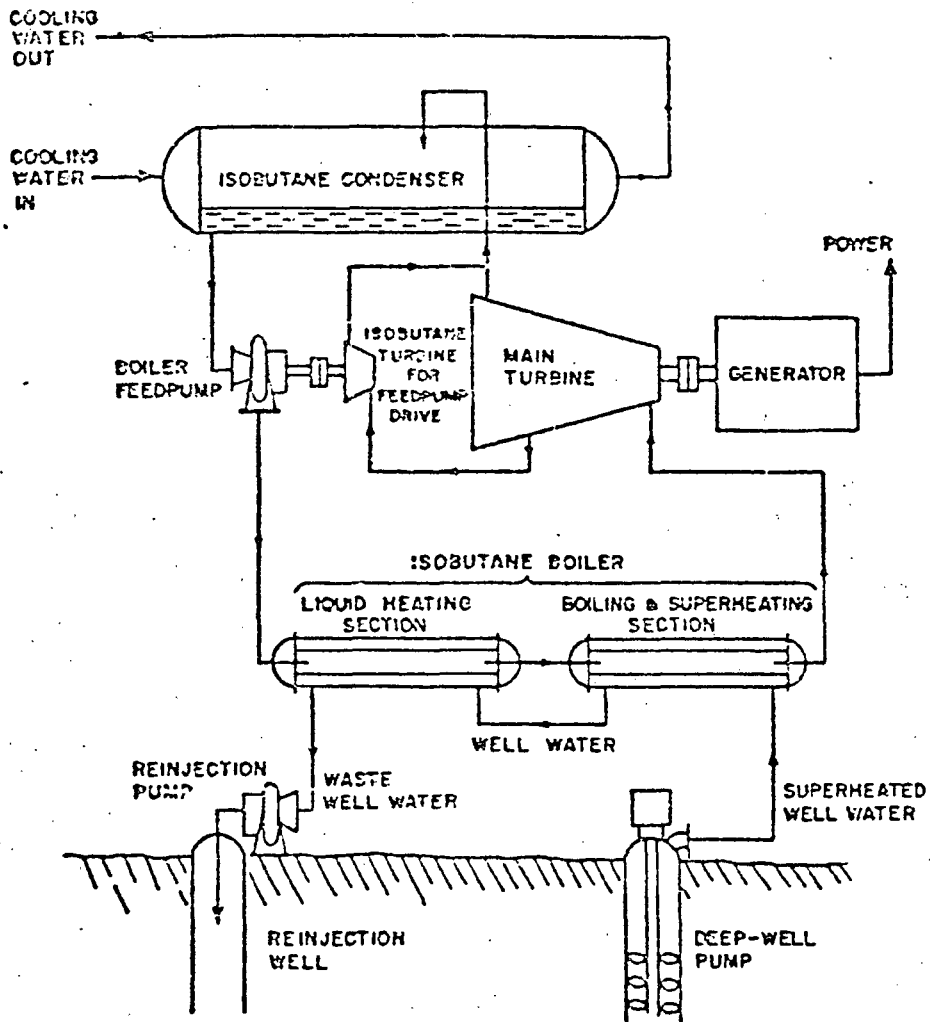 COOLING
WATER
OUT
COOLING
WATER
IN
ISOBUTANE CONDENSER
POWER
BOILER
FEEDPUMP
ISOBUTANE
TURBINE
FOR
FEEDPUMP
DRIVE
MAIN
TURBINE
GENERATOR
ISOBUTANE BOILER
LIQUID HEATING
SECTION
BOILING & SUPERHEATING
SECTION
WELL WATER
REINJECTION
PUMP
WASTE
WELL WATER
SUPERHEATED
WELL WATER
REINJECTION
WELL
DEEP-WELL
PUMP